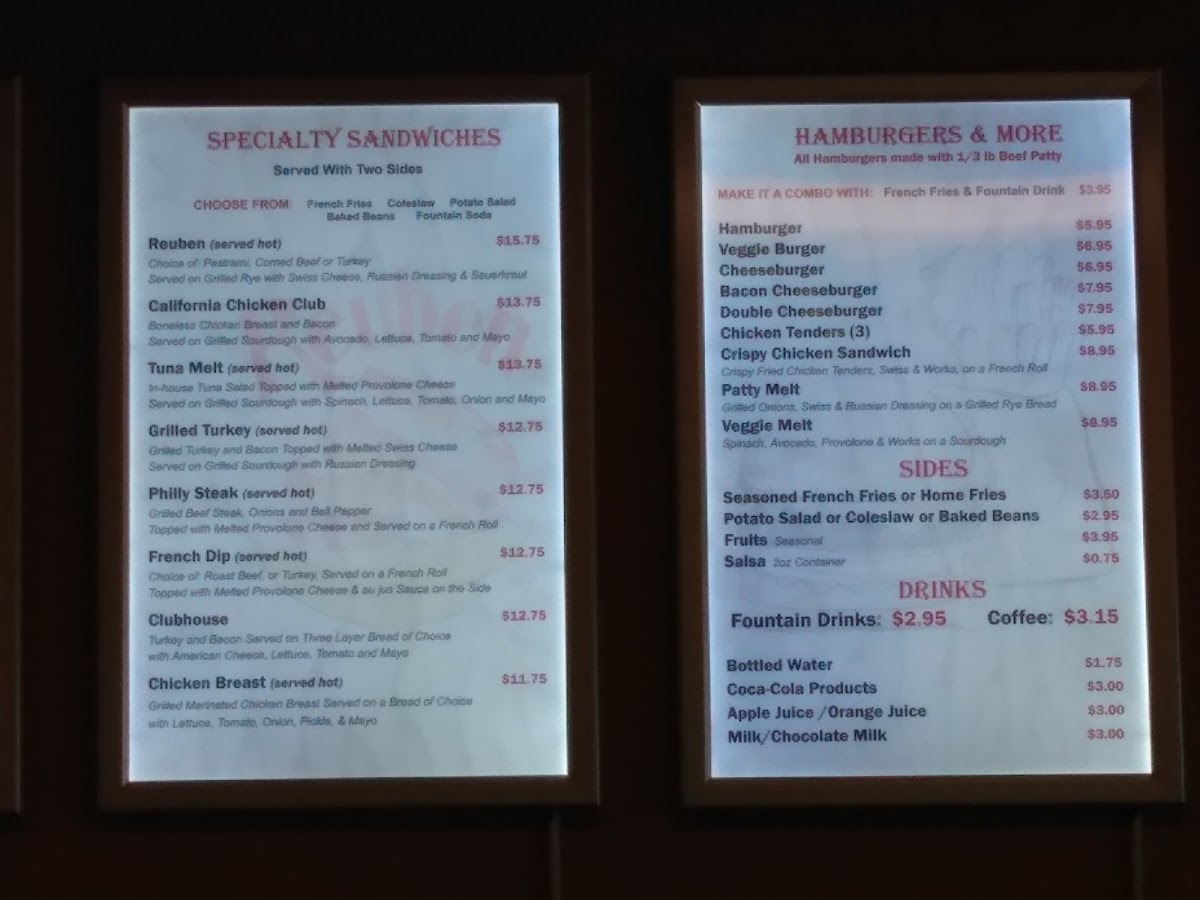 SPECIALTY SANDWICHES
Served With Two Sides
CHOOSE FROM: French Fries Coleslaw Potato Salad
Baked Beans Fountain Soda
Reuben (served hot) $15.75
Choice of: Pastrami, Corned Beef or Turkey
Served on Grilled Rye with Swiss Cheese, Russian Dressing & Sauerkraut
California Chicken Club $13.75
Boneless Chicken Breast and Bacon
Served on Grilled Sourdough with Avocado, Lettuce, Tomato and Mayo
Tuna Melt (served hot) $13.75
In-house Tuna Salad Topped with Melted Provolone Cheese
Served on Grilled Sourdough with Spinach, Lettuce, Tomato, Onion and Mayo
Grilled Turkey (served hot) $12.75
Grilled Turkey and Bacon Topped with Melted Swiss Cheese
Served on Grilled Sourdough with Russian Dressing
Philly Steak (served hot) $12.75
Grilled Beef Steak, Onions and Bell Pepper
Topped with Melted Provolone Cheese and Served on a French Roll
French Dip (served hot) $12.75
Choice of: Roast Beef, or Turkey, Served on a French Roll
Topped with Melted Provolone Cheese & au jus Sauce on the Side
Clubhouse $12.75
Turkey and Bacon Served on Three Layer Bread of Choice
with American Cheese, Lettuce, Tomato and Mayo
Chicken Breast (served hot) $11.75
Grilled Marinated Chicken Breast Served on a Bread of Choice
with Lettuce, Tomato, Onion, Pickle, & Mayo
HAMBURGERS & MORE
All Hamburgers made with 1/3 lb Beef Patty
MAKE IT A COMBO WITH: French Fries & Fountain Drink $3.95
Hamburger $5.95
Veggie Burger $6.95
Cheeseburger $6.95
Bacon Cheeseburger $7.95
Double Cheeseburger $7.95
Chicken Tenders (3) $5.95
Crispy Chicken Sandwich $8.95
Crispy Fried Chicken Tenders, Swiss & Works, on a French Roll
Patty Melt $8.95
Grilled Onions, Swiss & Russian Dressing on a Grilled Rye Bread
Veggie Melt $8.95
Spinach, Avocado, Provolone & Works on a Sourdough
SIDES
Seasoned French Fries or Home Fries $3.50
Potato Salad or Coleslaw or Baked Beans $2.95
Fruits Seasonal $3.95
Salsa 2oz Container $0.75
DRINKS
Fountain Drinks: $2.95 Coffee: $3.15
Bottled Water $1.75
Coca-Cola Products $3.00
Apple Juice /Orange Juice $3.00
Milk/Chocolate Milk $3.00